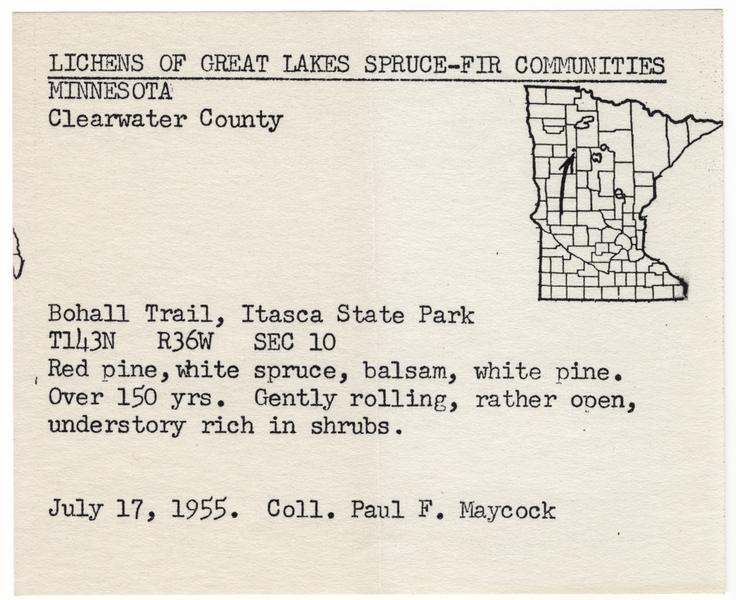 LICHENS OF GREAT LAKES SPRUCE-FIR COMMUNITIES
MINNESOTA
Clearwater County
Bohall Trail, Itasca State Park
T143N R36W SEC 10
Red pine, white spruce, balsam, white pine.
Over 150 yrs. Gently rolling, rather open,
understory rich in shrubs.
July 17, 1955. Coll. Paul F. Maycock